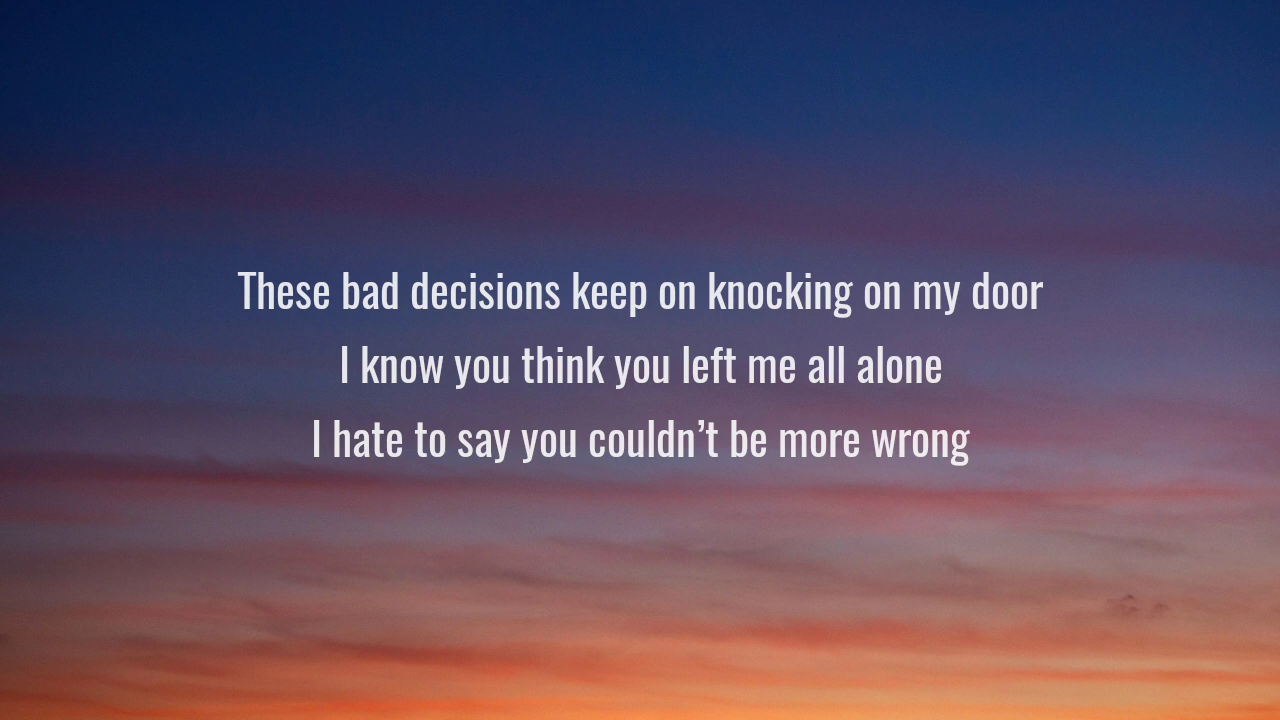 These bad decisions keep on knocking on my door
I know you think you left me all alone
I hate to say you couldn’t be more wrong